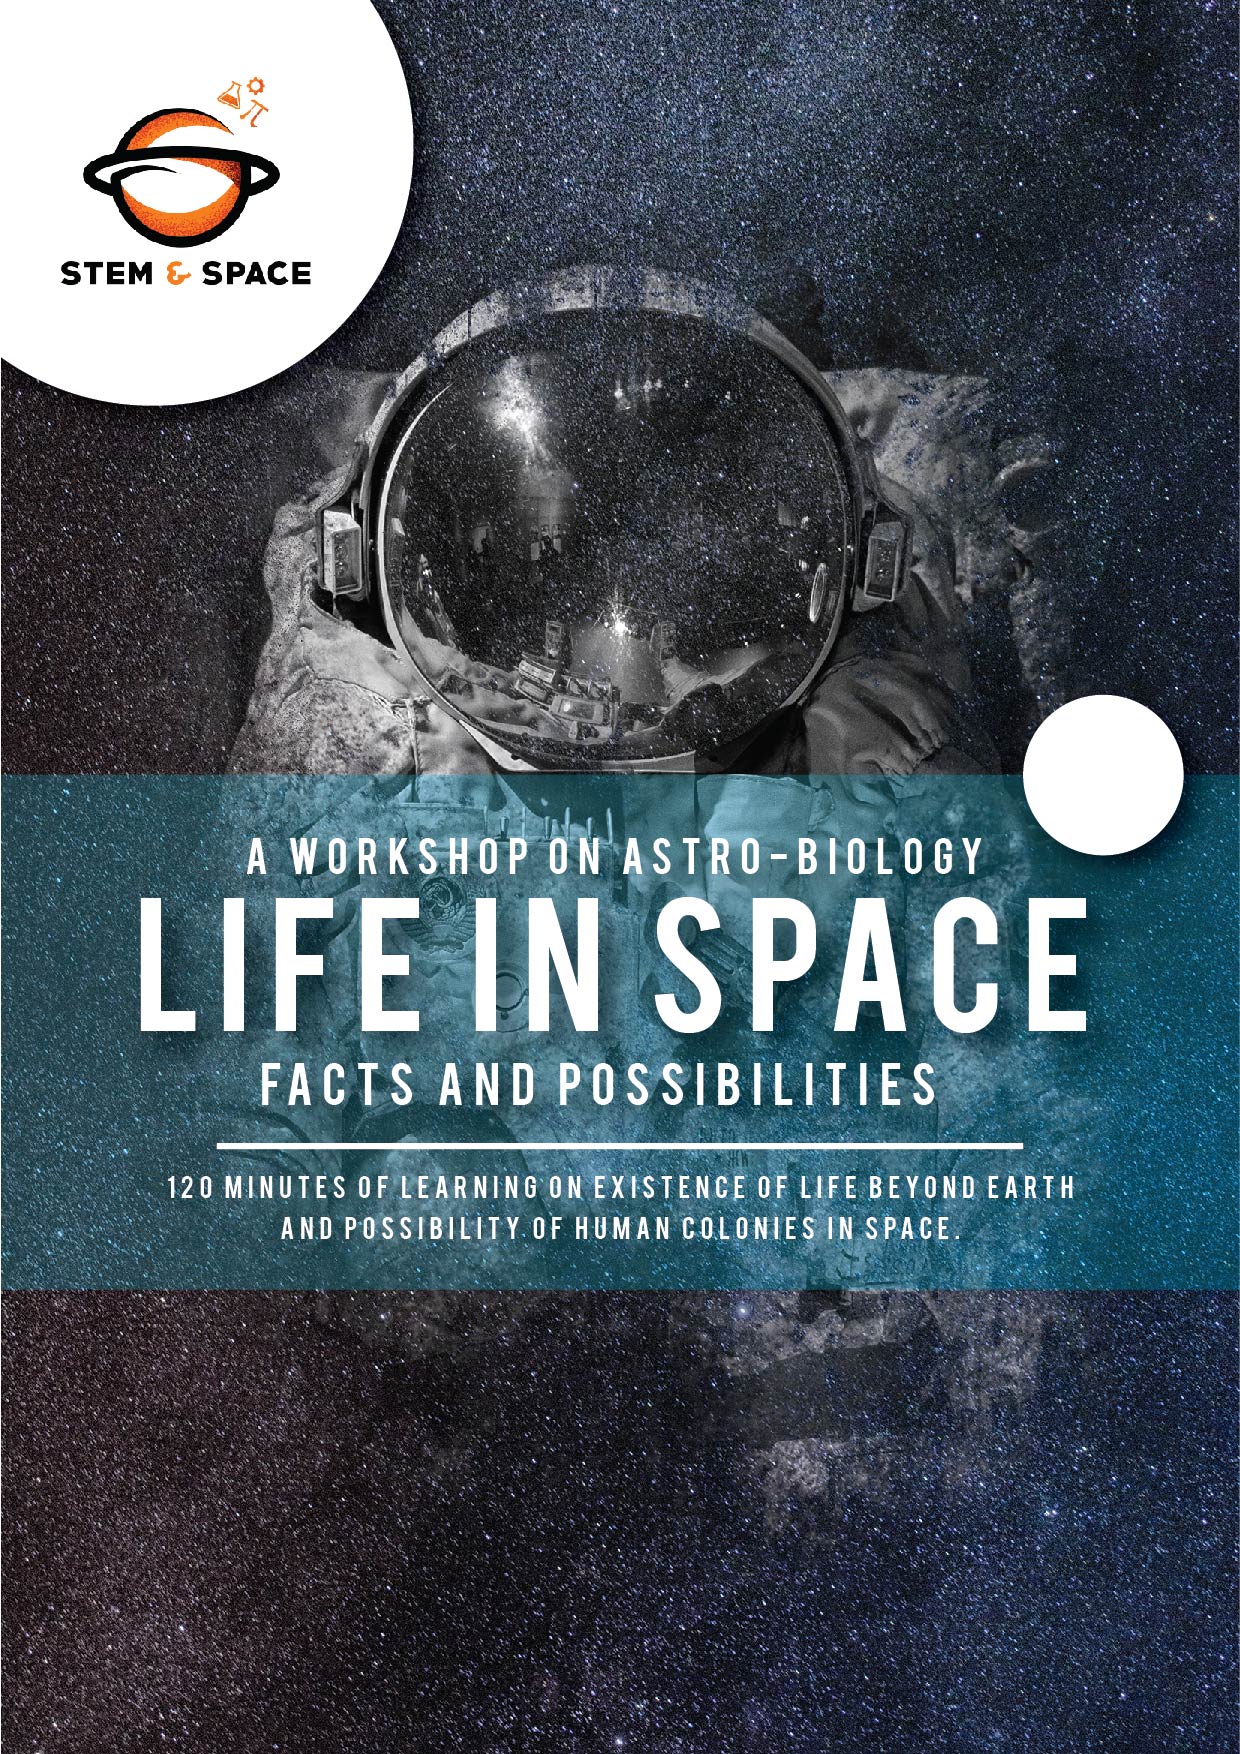 STEM & SPACE
A WORKSHOP ON ASTRO-BIOLOGY
LIFE IN SPACE
FACTS AND POSSIBILITIES
120 MINUTES OF LEARNING ON EXISTENCE OF LIFE BEYOND EARTH
AND POSSIBILITY OF HUMAN COLONIES IN SPACE.